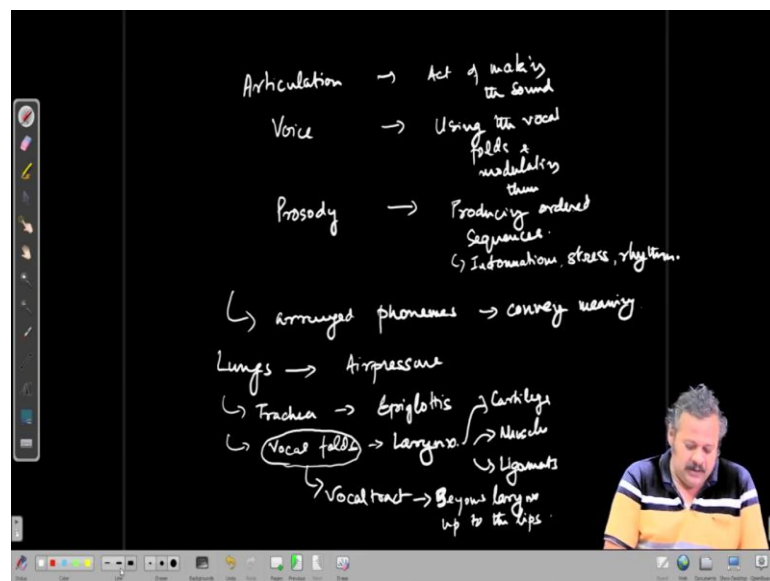 Articulation → Act of making
the sound
Voice → Using the vocal
folds &
modulating
them
Prosody → Producing ordered
sequences.
↳ Intonations, stress, rhythm.
↳ arranged phonemes → convey meaning
Lungs → Airpressure
↳ Trachea → Epiglottis
↳ Vocal folds → Larynx. → Cartilege
→ Muscle
↳ Ligaments
↳ Vocal tract → Beyond larynx
up to the lips.